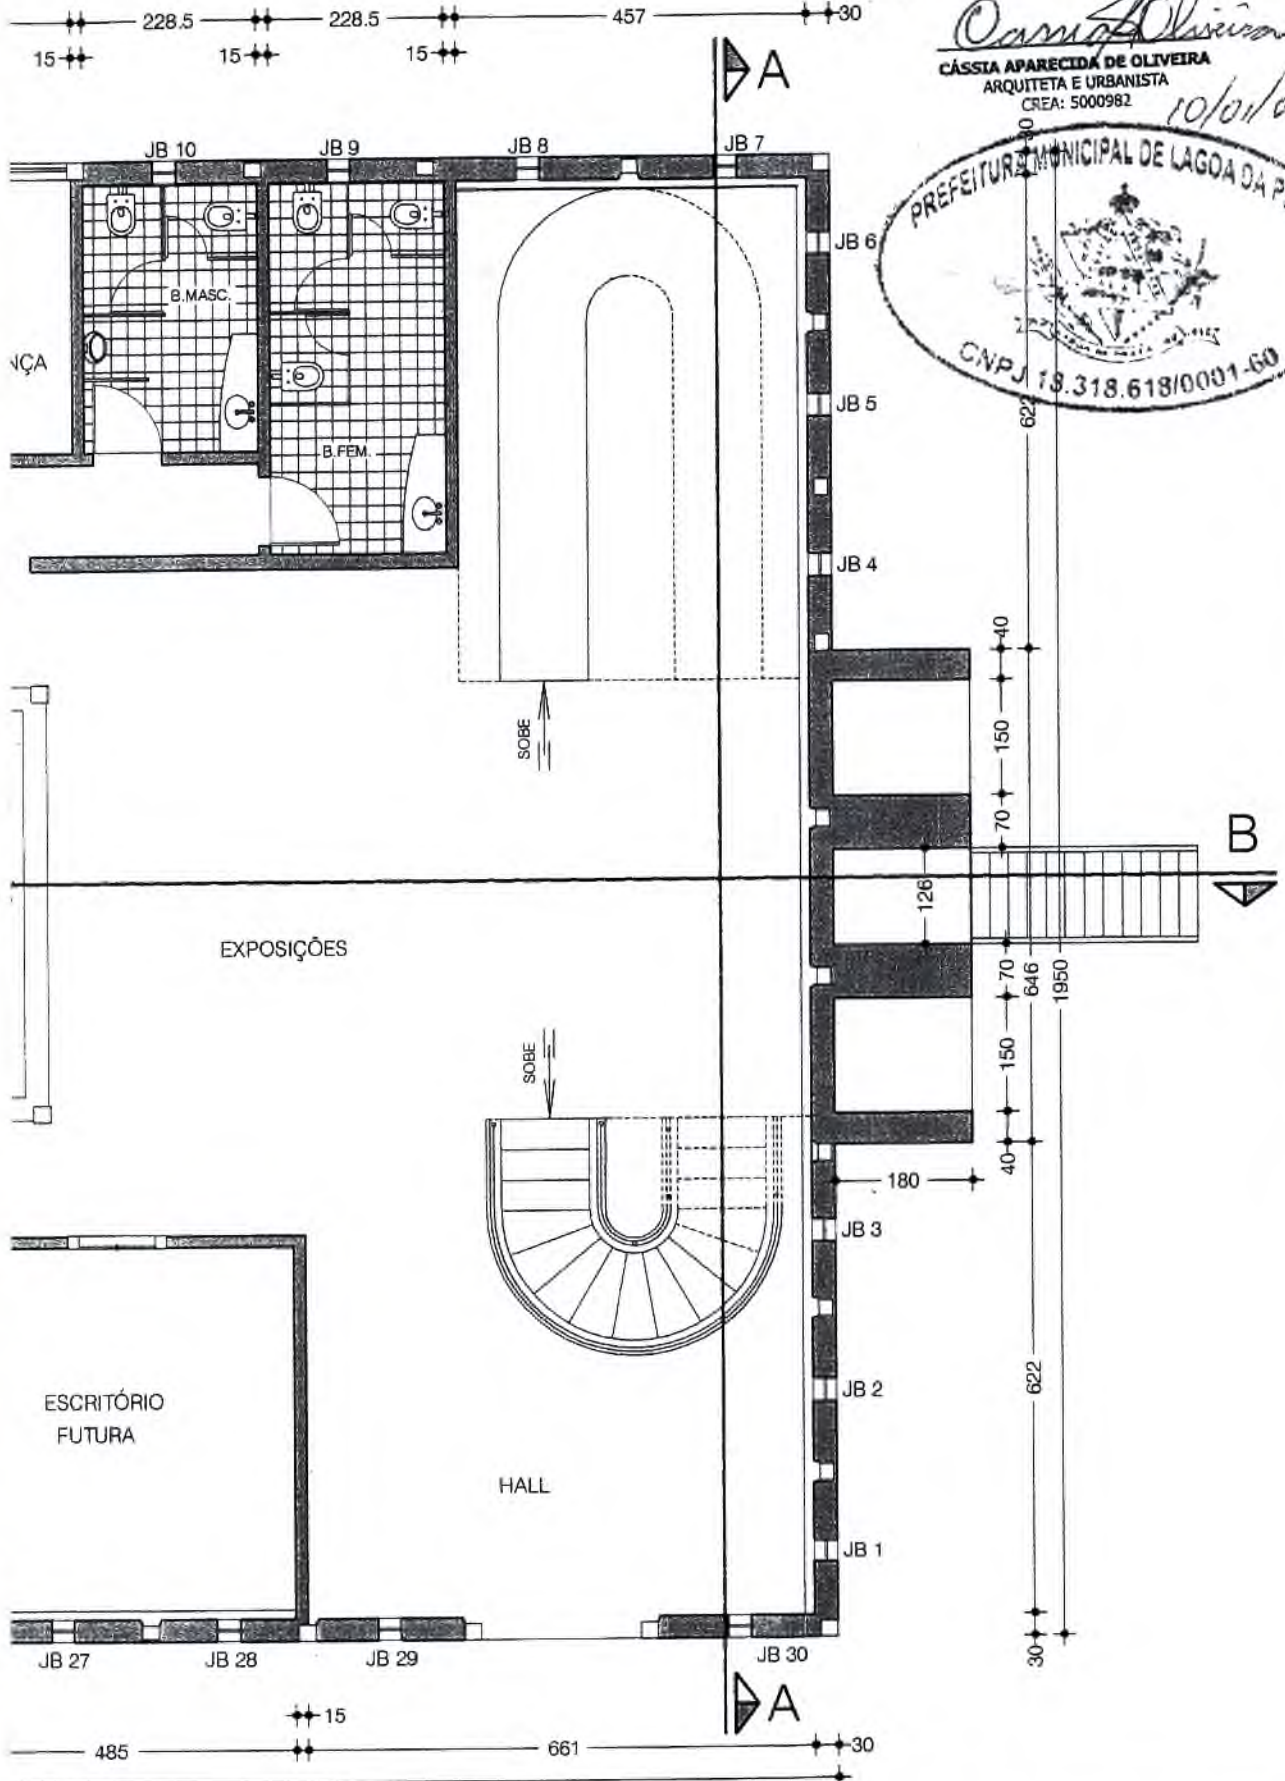 228.5
228.5
457
30
15
15
15
A
CÁSSIA APARECIDA DE OLIVEIRA
ARQUITETA E URBANISTA
CREA: 5000982
10/01/0
30
PREFEITURA MUNICIPAL DE LAGOA DA P
CNPJ 18.318.618/0001-60
JB 10
JB 9
JB 8
JB 7
JB 6
B.MASC.
NÇA
JB 5
622
B.FEM.
JB 4
40
SOBE
150
70
B
126
EXPOSIÇÕES
70
646
1950
SOBE
150
40
180
JB 3
ESCRITÓRIO
FUTURA
JB 2
622
HALL
JB 1
JB 27
JB 28
JB 29
JB 30
30
15
A
485
661
30